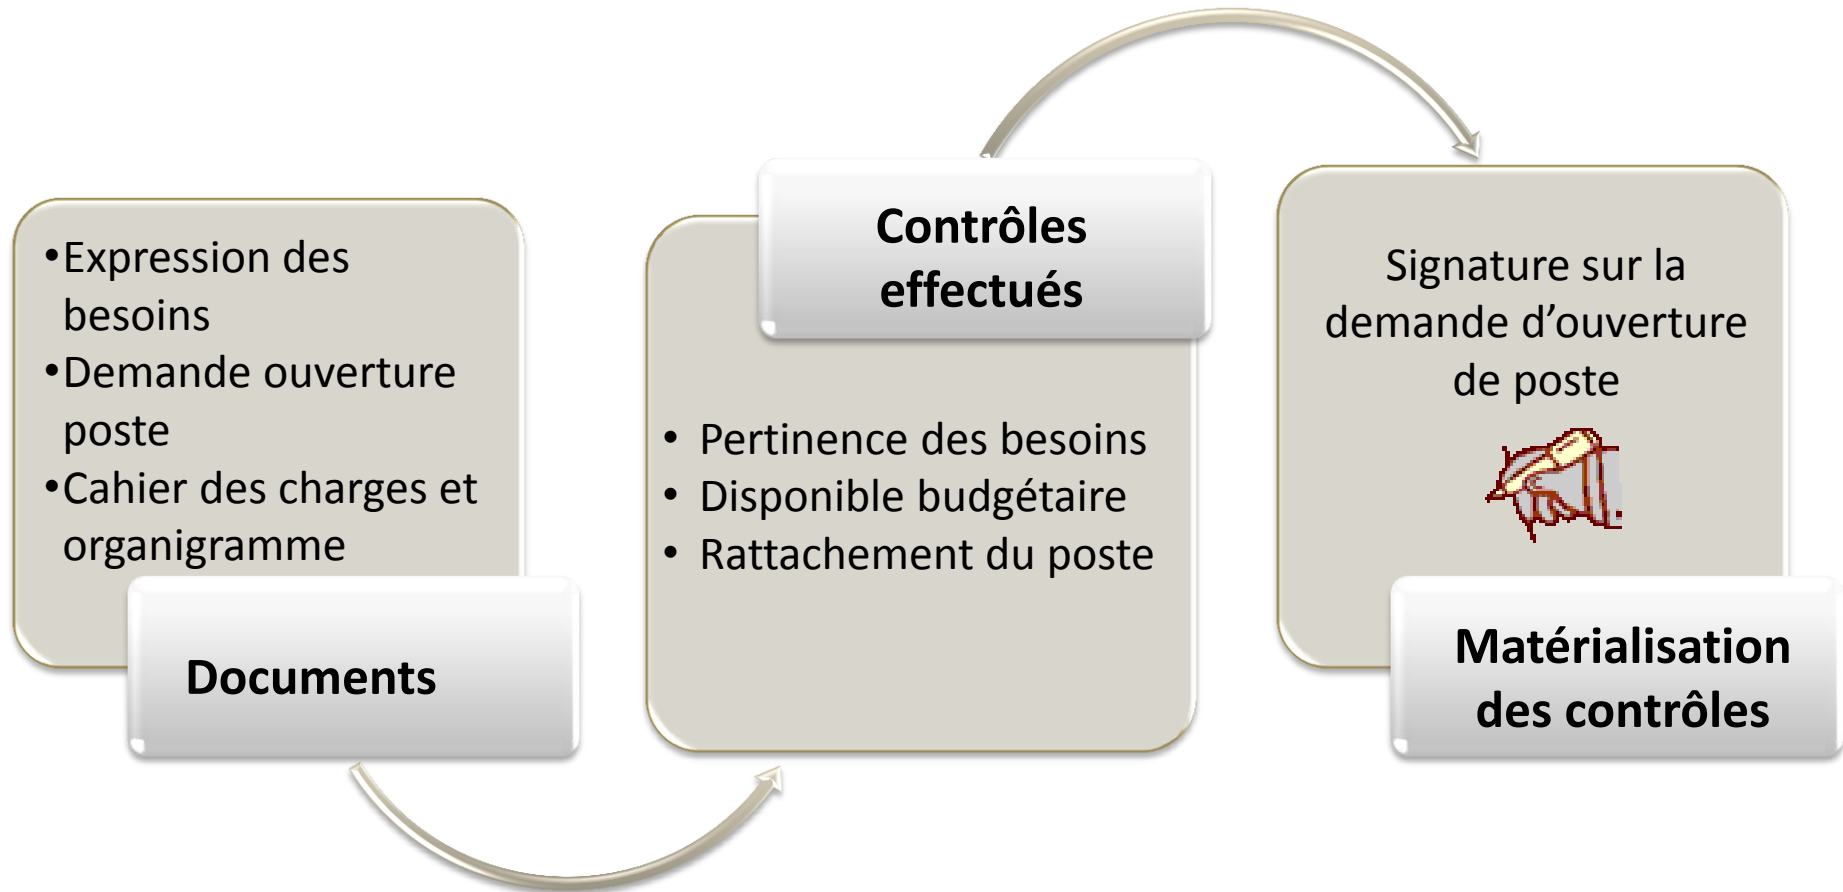 •Expression des
besoins
•Demande ouverture
poste
•Cahier des charges et
organigramme
Documents
Contrôles
effectués
• Pertinence des besoins
• Disponible budgétaire
• Rattachement du poste
Signature sur la
demande d’ouverture
de poste
Matérialisation
des contrôles